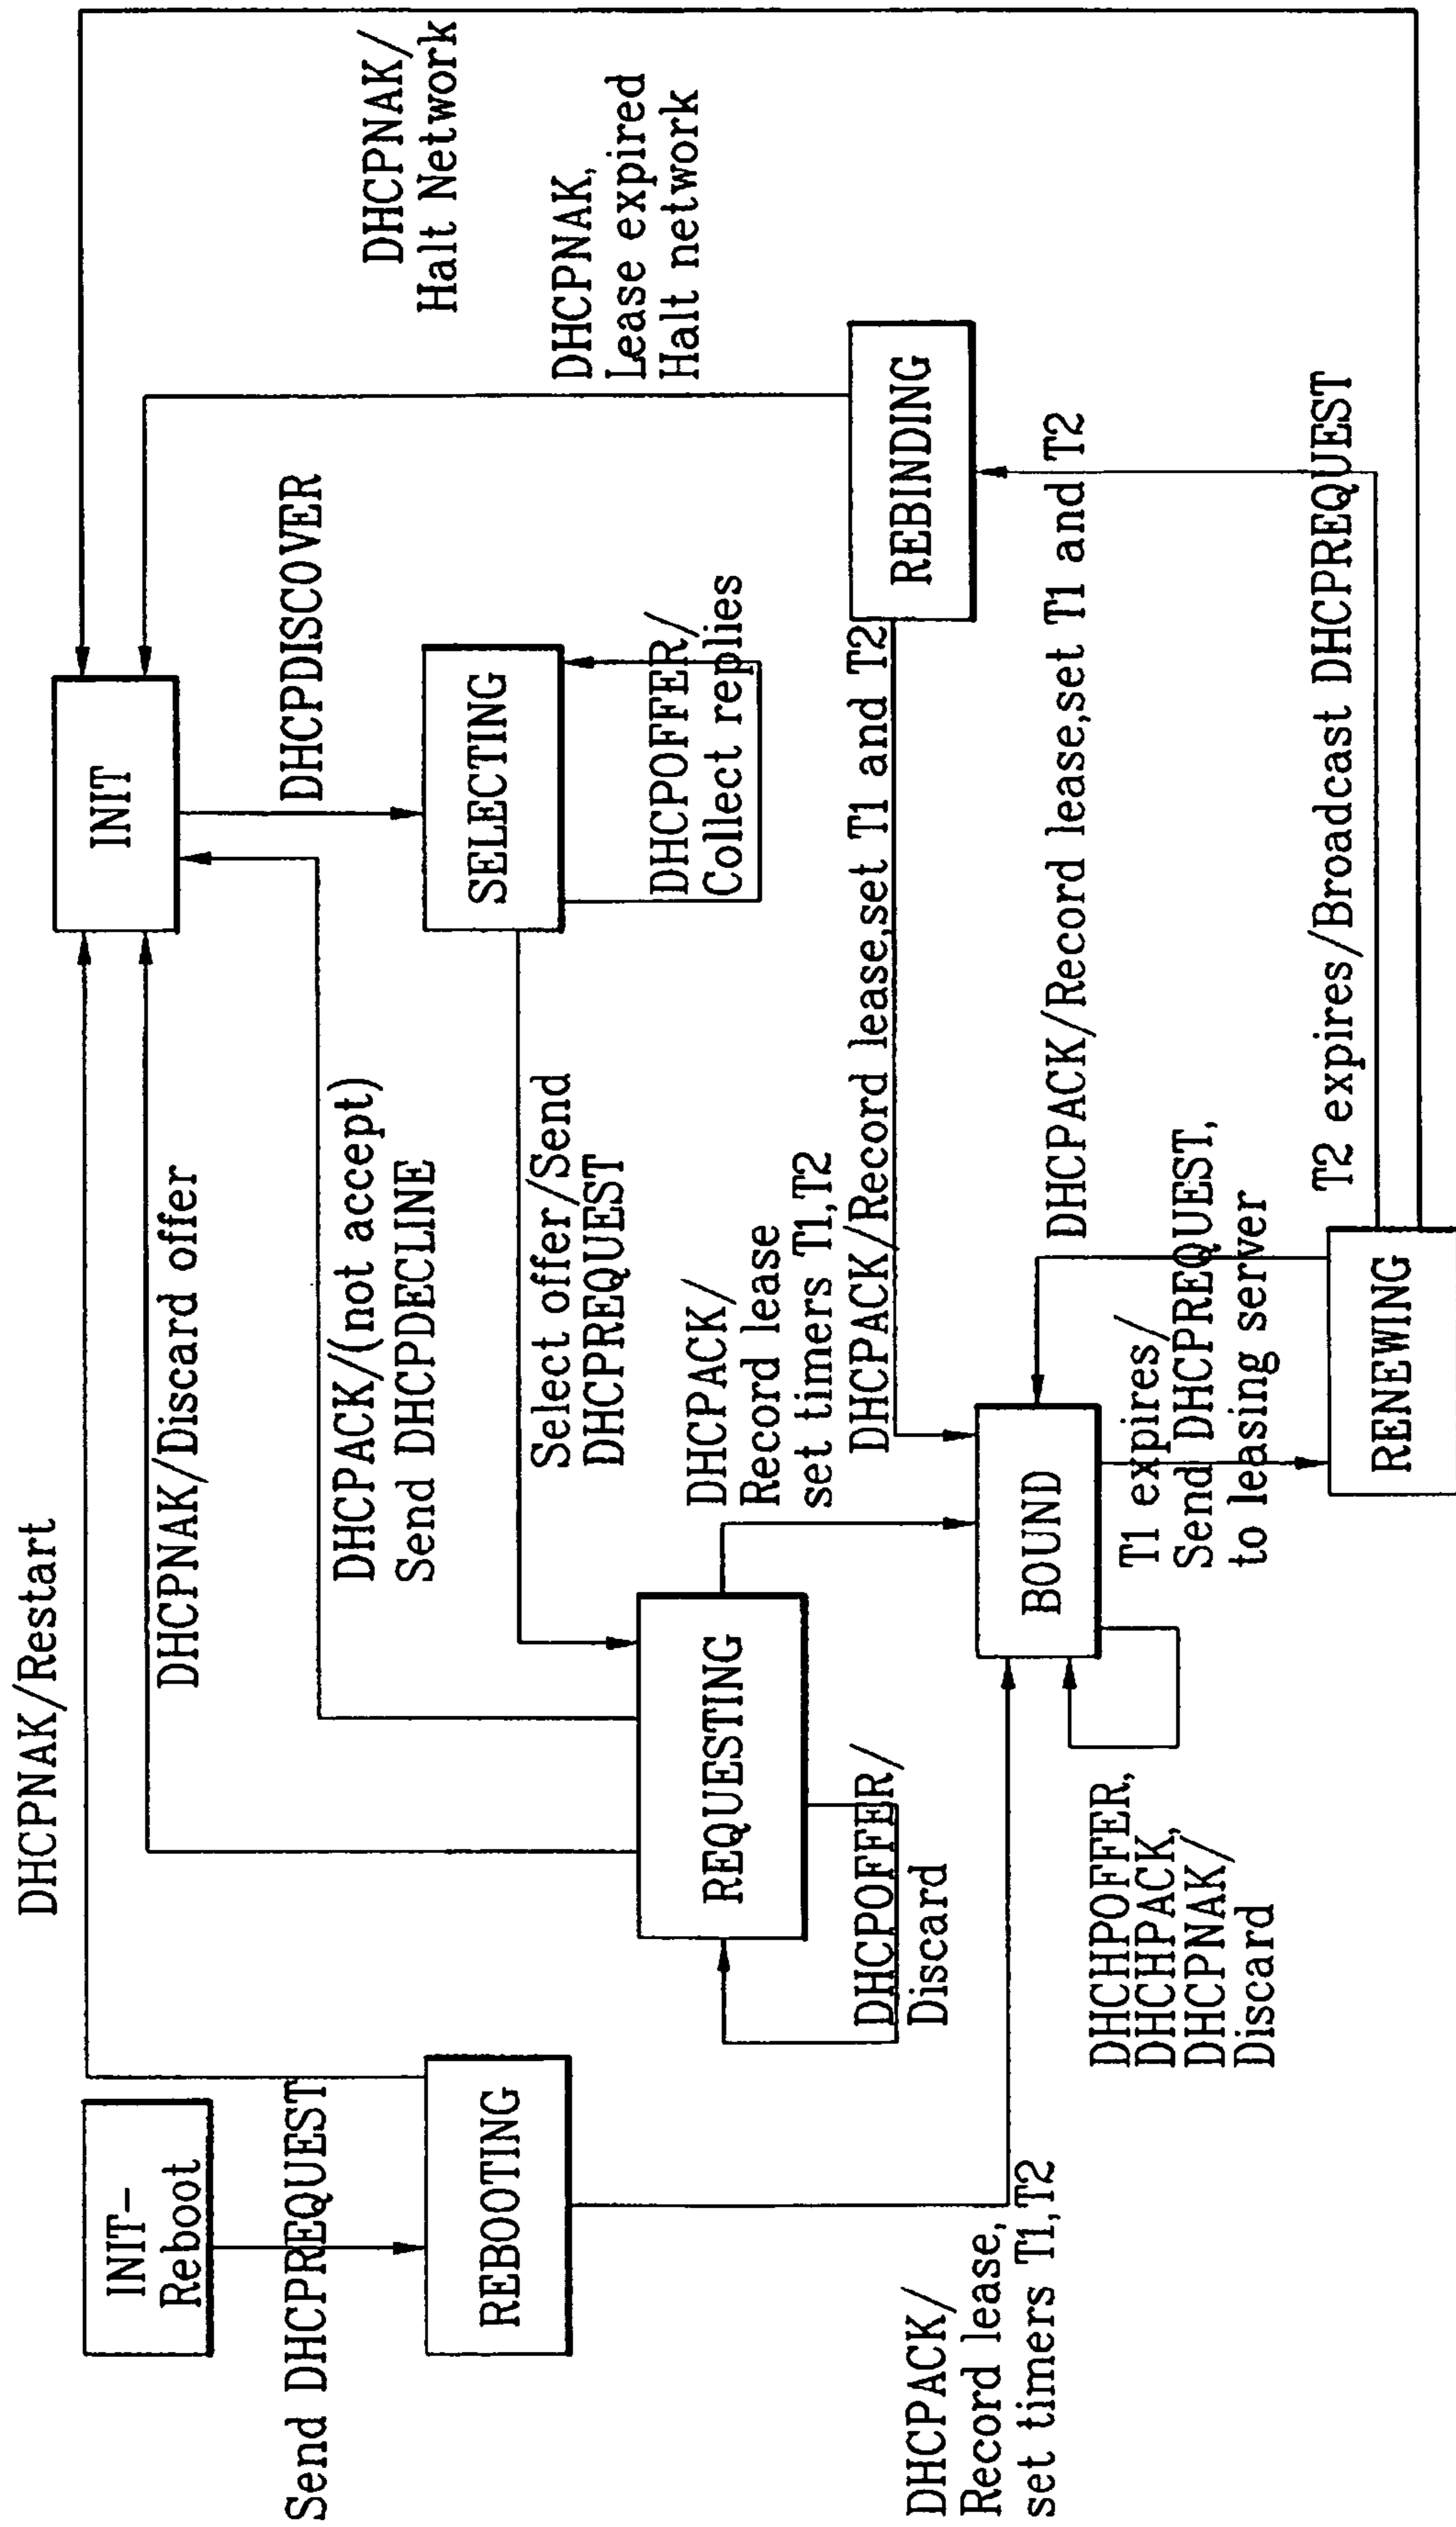 DHCPNAK/Restart
INIT-
Reboot
INIT
DHCPNAK/Discard offer
DHCPNAK/
Halt Network
Send DHCPREQUEST
DHCPDISCOVER
DHCPACK/(not accept)
Send DHCPDECLINE
REBOOTING
SELECTING
DHCPNAK,
Lease expired
Halt network
Select offer/Send
DHCPREQUEST
DHCPOFFER/
Collect replies
REQUESTING
DHCPACK/
Record lease
set timers T1,T2
DHCPOFFER/
Discard
DHCPACK/Record lease,set T1 and T2
REBINDING
DHCPACK/
Record lease,
set timers T1,T2
BOUND
DHCPACK/Record lease,set T1 and T2
DHCHPOFFER,
DHCHPACK,
DHCPNAK/
Discard
T1 expires/
Send DHCPREQUEST,
to leasing server
T2 expires/Broadcast DHCPREQUEST
RENEWING